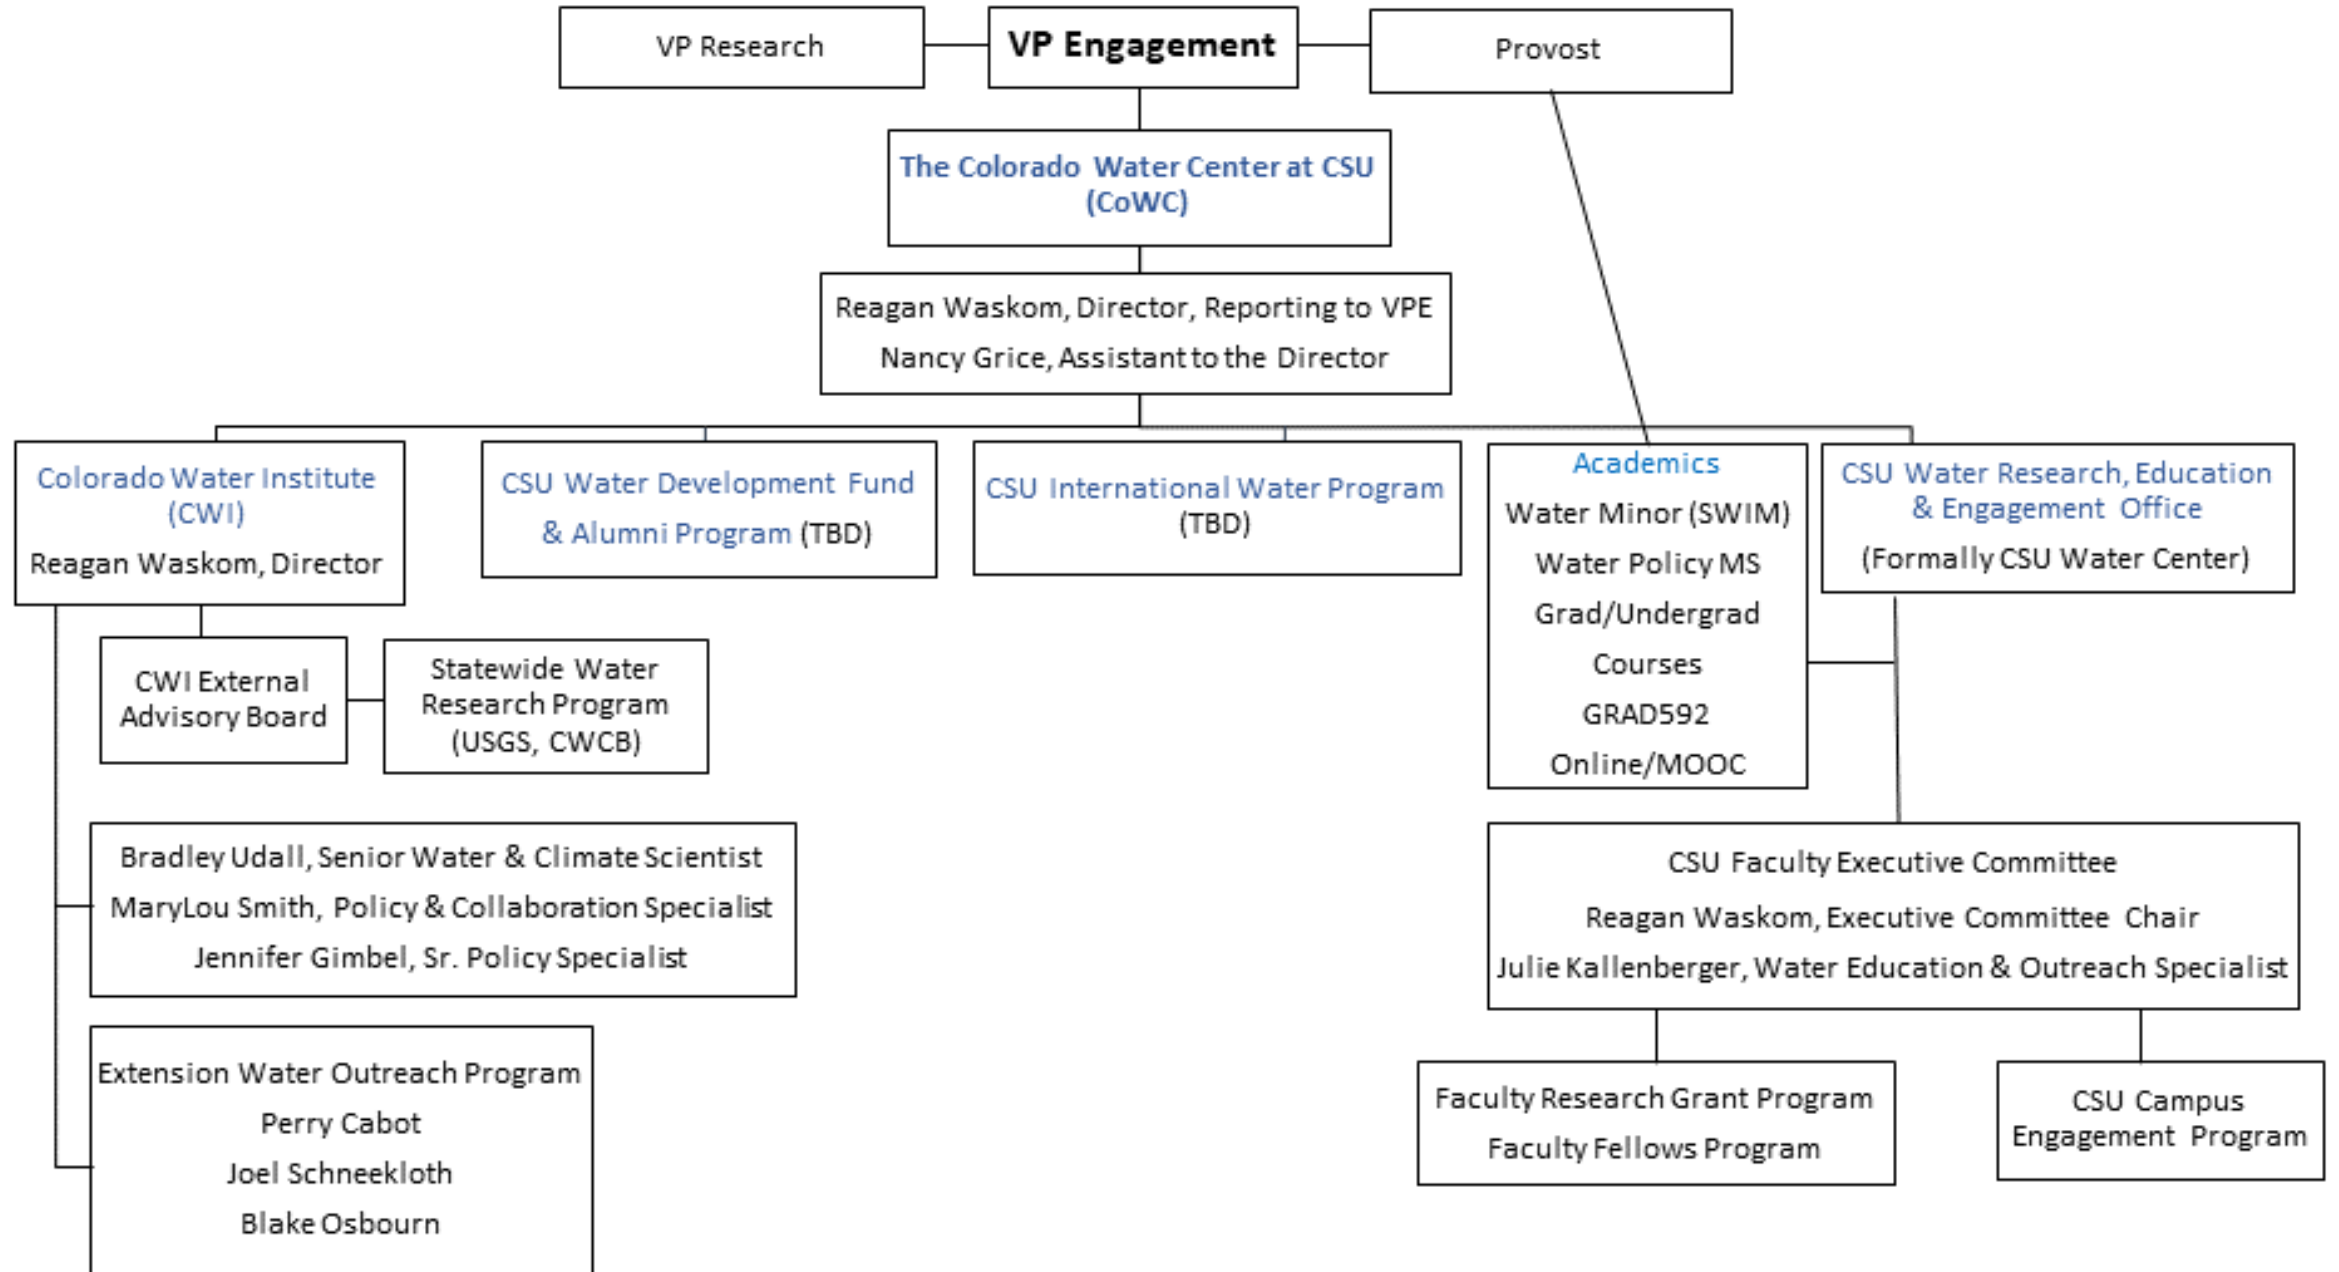 VP Research
VP Engagement
Provost
The Colorado Water Center at CSU
(CoWC)
Reagan Waskom, Director, Reporting to VPE
Nancy Grice, Assistant to the Director
Colorado Water Institute
(CWI)
Reagan Waskom, Director
CSU Water Development Fund
& Alumni Program (TBD)
CSU International Water Program
(TBD)
Academics
Water Minor (SWIM)
Water Policy MS
Grad/Undergrad
Courses
GRAD592
Online/MOOC
CSU Water Research, Education
& Engagement Office
(Formally CSU Water Center)
CWI External
Advisory Board
Statewide Water
Research Program
(USGS, CWCB)
Bradley Udall, Senior Water & Climate Scientist
MaryLou Smith, Policy & Collaboration Specialist
Jennifer Gimbel, Sr. Policy Specialist
CSU Faculty Executive Committee
Reagan Waskom, Executive Committee Chair
Julie Kallenberger, Water Education & Outreach Specialist
Extension Water Outreach Program
Perry Cabot
Joel Schneekloth
Blake Osbourn
Faculty Research Grant Program
Faculty Fellows Program
CSU Campus
Engagement Program